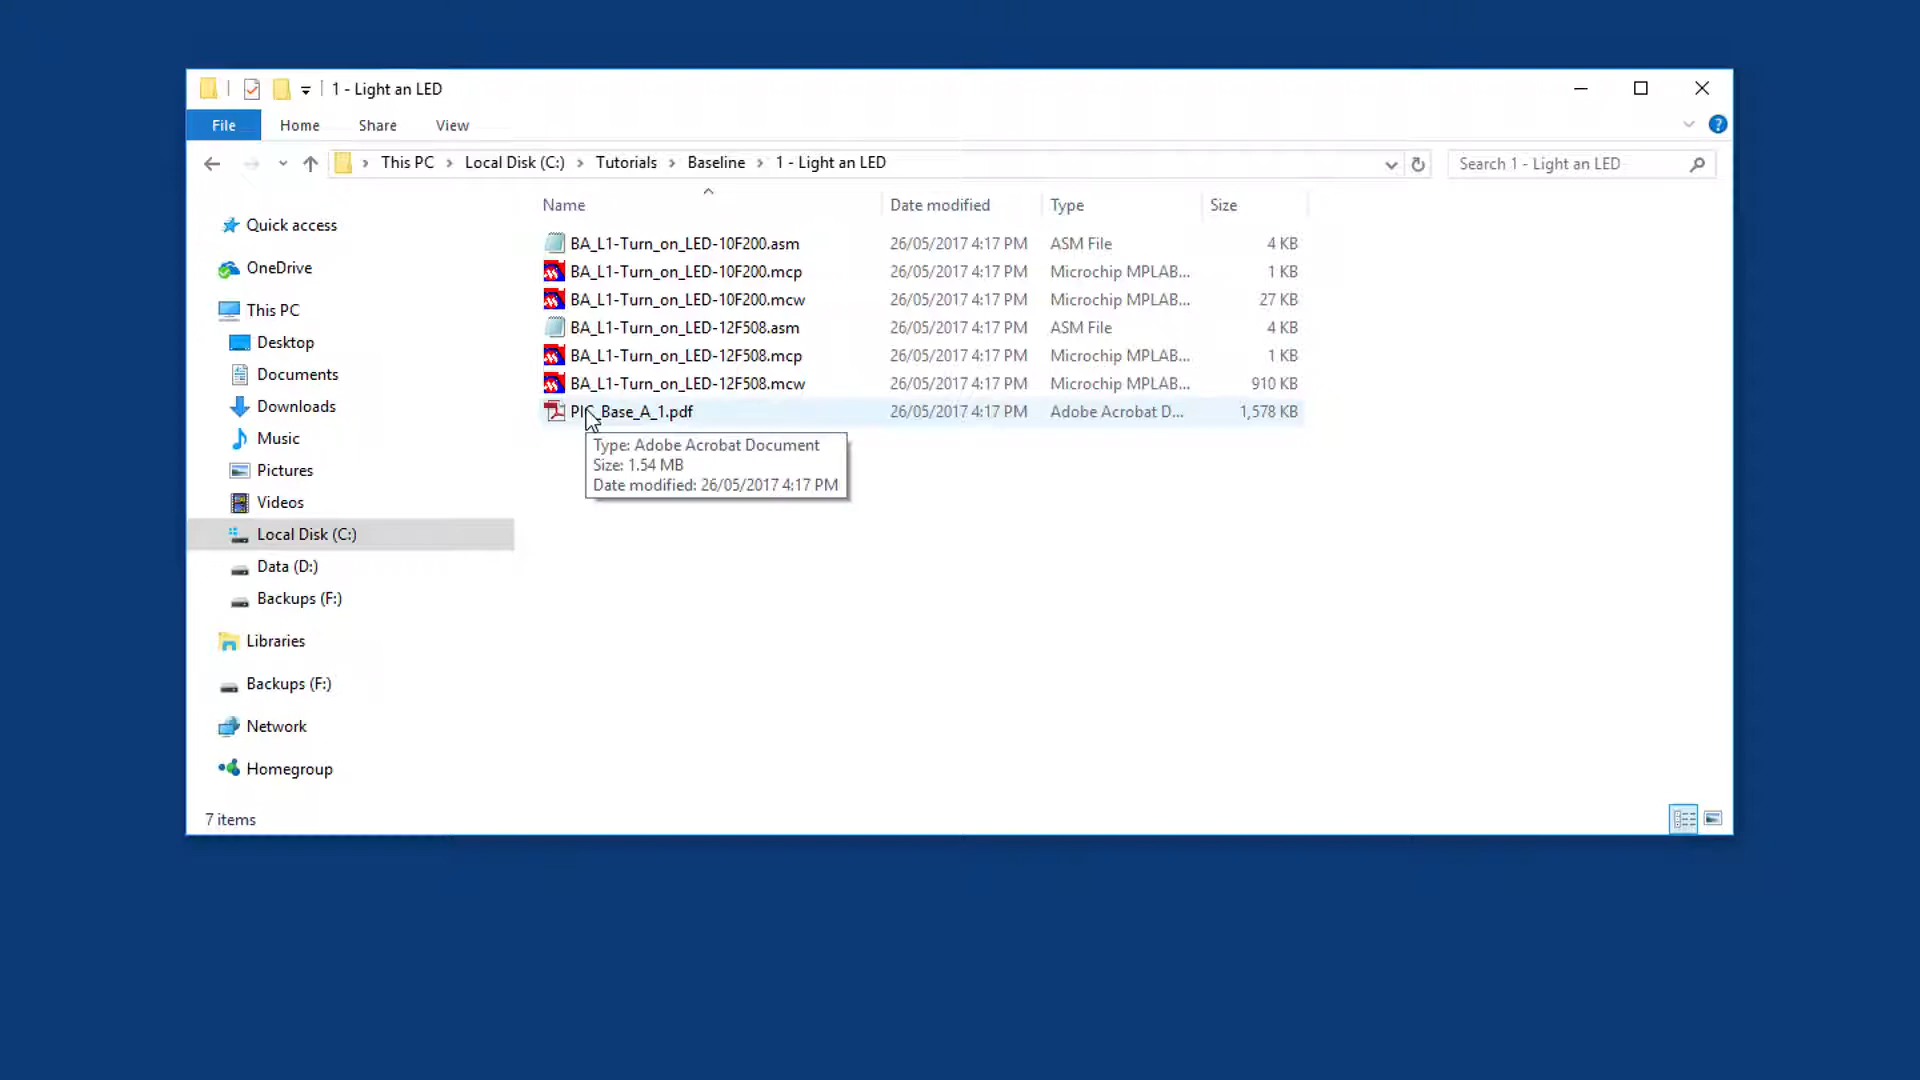 1 - Light an LED
File Home Share View
This PC Local Disk (C:) Tutorials Baseline 1 - Light an LED
Search 1 - Light an LED
Name Date modified Type Size
BA_L1-Turn_on_LED-10F200.asm 26/05/2017 4:17 PM ASM File 4 KB
BA_L1-Turn_on_LED-10F200.mcp 26/05/2017 4:17 PM Microchip MPLAB... 1 KB
BA_L1-Turn_on_LED-10F200.mcw 26/05/2017 4:17 PM Microchip MPLAB... 27 KB
BA_L1-Turn_on_LED-12F508.asm 26/05/2017 4:17 PM ASM File 4 KB
BA_L1-Turn_on_LED-12F508.mcp 26/05/2017 4:17 PM Microchip MPLAB... 1 KB
BA_L1-Turn_on_LED-12F508.mcw 26/05/2017 4:17 PM Microchip MPLAB... 910 KB
PIC_Base_A_1.pdf 26/05/2017 4:17 PM Adobe Acrobat D... 1,578 KB
Type: Adobe Acrobat Document
Size: 1.54 MB
Date modified: 26/05/2017 4:17 PM
Quick access
OneDrive
This PC
Desktop
Documents
Downloads
Music
Pictures
Videos
Local Disk (C:)
Data (D:)
Backups (F:)
Libraries
Backups (F:)
Network
Homegroup
7 items